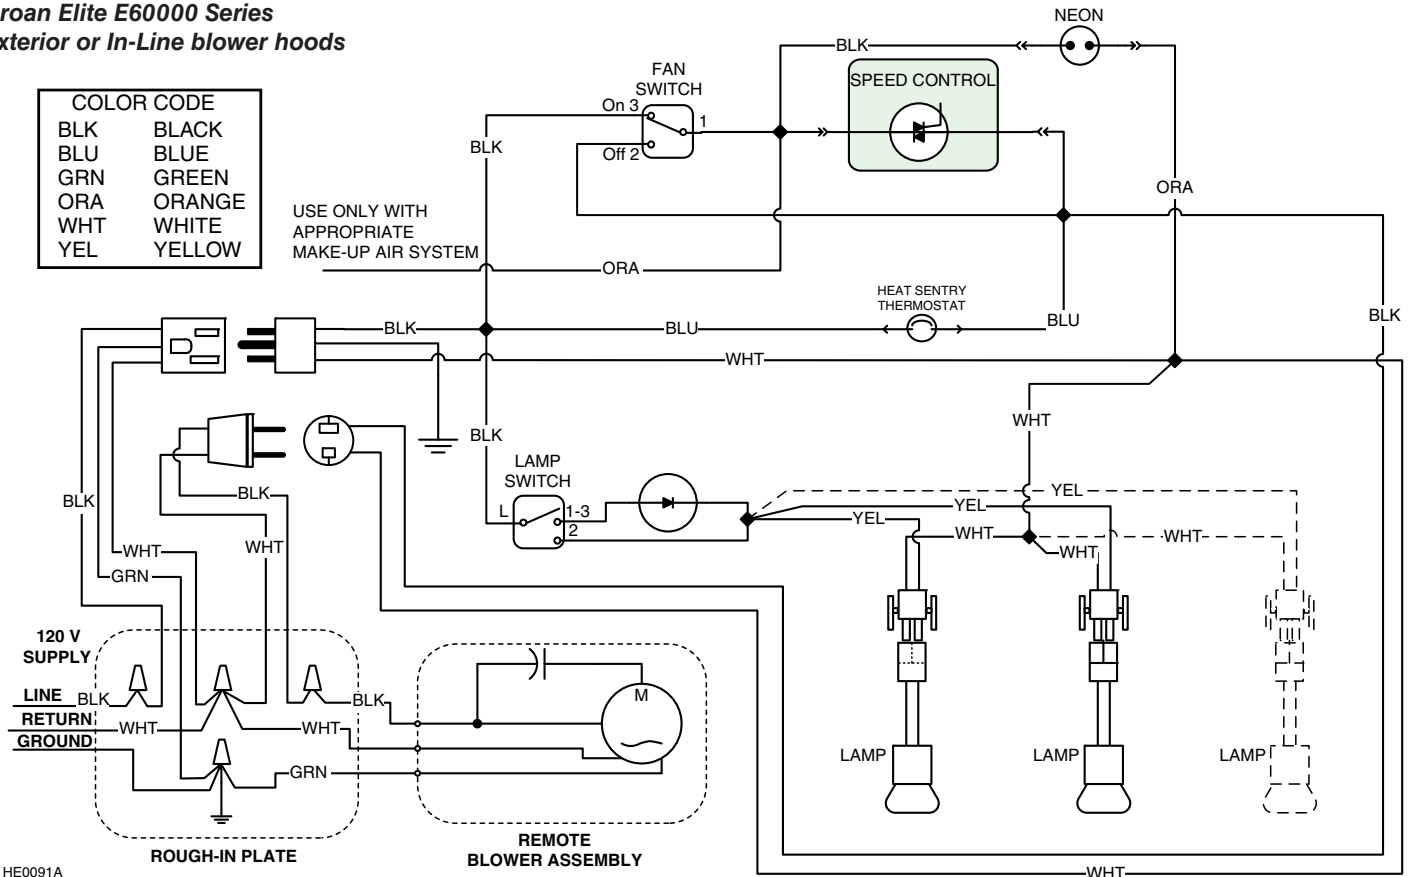 roan Elite E60000 Series
xterior or In-Line blower hoods
COLOR CODE
BLK BLACK
BLU BLUE
GRN GREEN
ORA ORANGE
WHT WHITE
YEL YELLOW
NEON
BLK
FAN
SWITCH
On 3
1
Off 2
SPEED CONTROL
BLK
ORA
USE ONLY WITH
APPROPRIATE
MAKE-UP AIR SYSTEM
ORA
HEAT SENTRY
THERMOSTAT
BLK
BLU
BLU
BLK
WHT
WHT
BLK
LAMP
SWITCH
L
1-3
2
YEL
YEL
YEL
WHT
WHT
WHT
BLK
BLK
WHT
WHT
GRN
120 V
SUPPLY
LINE
BLK
RETURN
WHT
GROUND
BLK
WHT
GRN
M
LAMP
LAMP
LAMP
ROUGH-IN PLATE
REMOTE
BLOWER ASSEMBLY
WHT
HE0091A